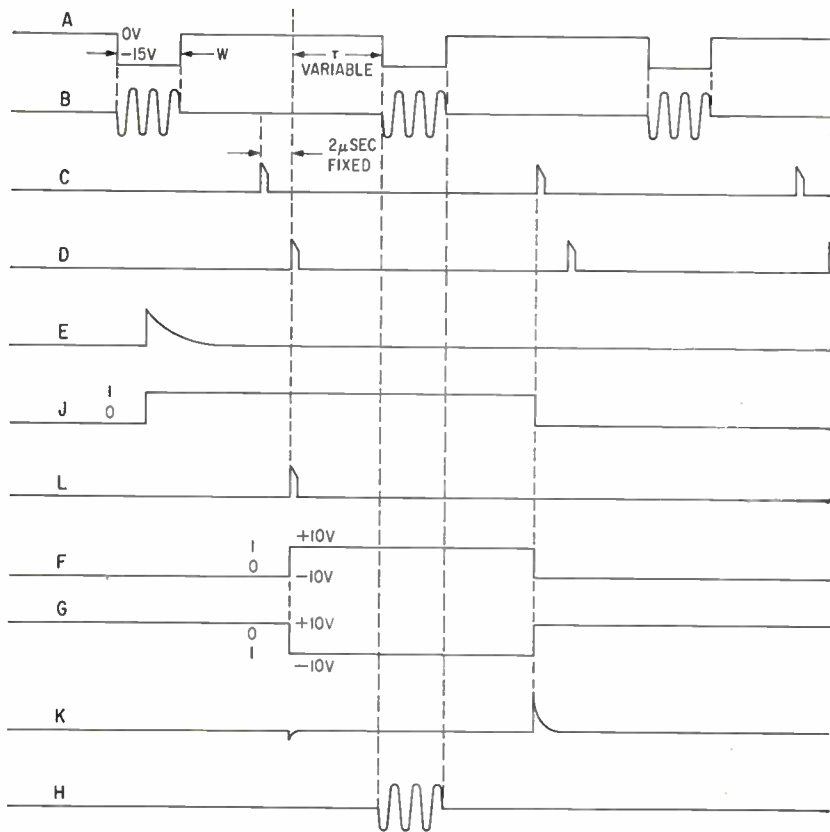 A
0V
-15V
W
τ
VARIABLE
B
2μSEC
FIXED
C
D
E
1
J
0
L
+10V
1
F
0
-10V
G
+10V
0
1
-10V
K
H